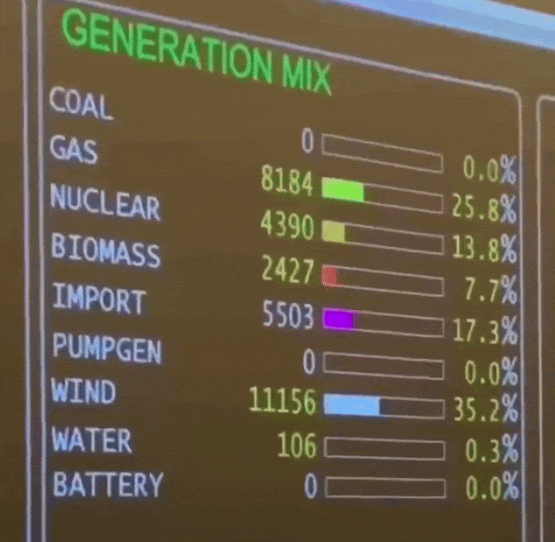 GENERATION MIX
COAL 0 0.0%
GAS 8184 25.8%
NUCLEAR 4390 13.8%
BIOMASS 2427 7.7%
IMPORT 5503 17.3%
PUMPGEN 0 0.0%
WIND 11156 35.2%
WATER 106 0.3%
BATTERY 0 0.0%